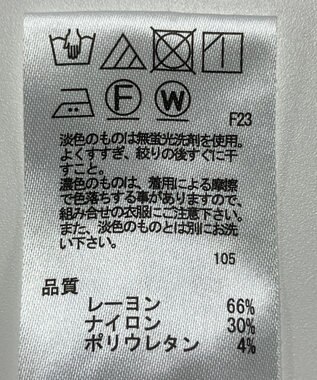 F W
F23
淡色のものは無蛍光洗剤を使用。
よくすすぎ、絞りの後すぐに干
すこと。
濃色のものは、着用による摩擦
で色落ちする事がありますので、
組み合せの衣服にご注意下さい。
また、淡色のものとは別にお洗
い下さい。
105
品質
レーヨン 66%
ナイロン 30%
ポリウレタン 4%